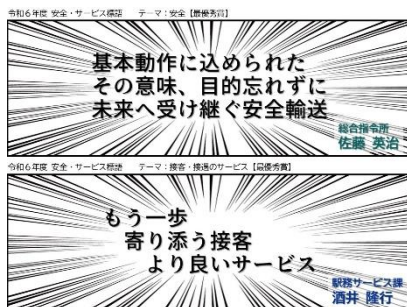 令和6年度 安全・サービス標語　テーマ：安全【最優秀賞】
基本動作に込められた
その意味、目的忘れずに
未来へ受け継ぐ安全輸送
総合指令所
佐藤 英治
令和6年度 安全・サービス標語　テーマ：接客・接遇のサービス【最優秀賞】
もう一歩
寄り添う接客
より良いサービス
駅務サービス課
酒井 隆行